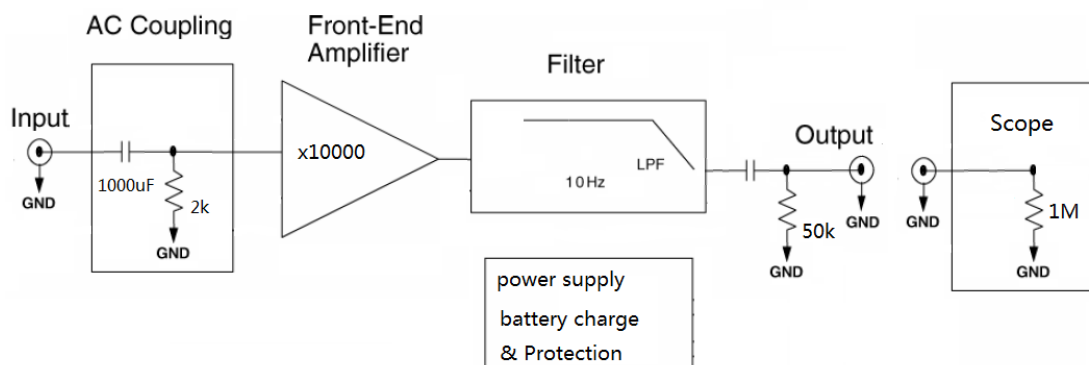 AC Coupling
Front-End
Amplifier
Filter
Input
x10000
Output
Scope
1000uF
2k
LPF
10Hz
50k
1M
GND
GND
GND
GND
GND
GND
power supply
battery charge
& Protection